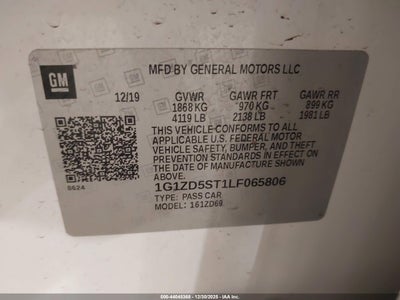 GM
MFD BY GENERAL MOTORS LLC
12/19 GVWR GAWR FRT GAWR RR
1868 KG 970 KG 899 KG
4119 LB 2138 LB 1981 LB
THIS VEHICLE CONFORMS TO ALL
APPLICABLE U.S. FEDERAL MOTOR
VEHICLE SAFETY, BUMPER, AND THEFT
PREVENTION STANDARDS IN EFFECT ON
THE DATE OF MANUFACTURE SHOWN
ABOVE.
0624
1G1ZD5ST1LF065806
TYPE: PASS CAR
MODEL: 161ZD69
500-44045368 - 12/30/2025 - IAA, Inc.